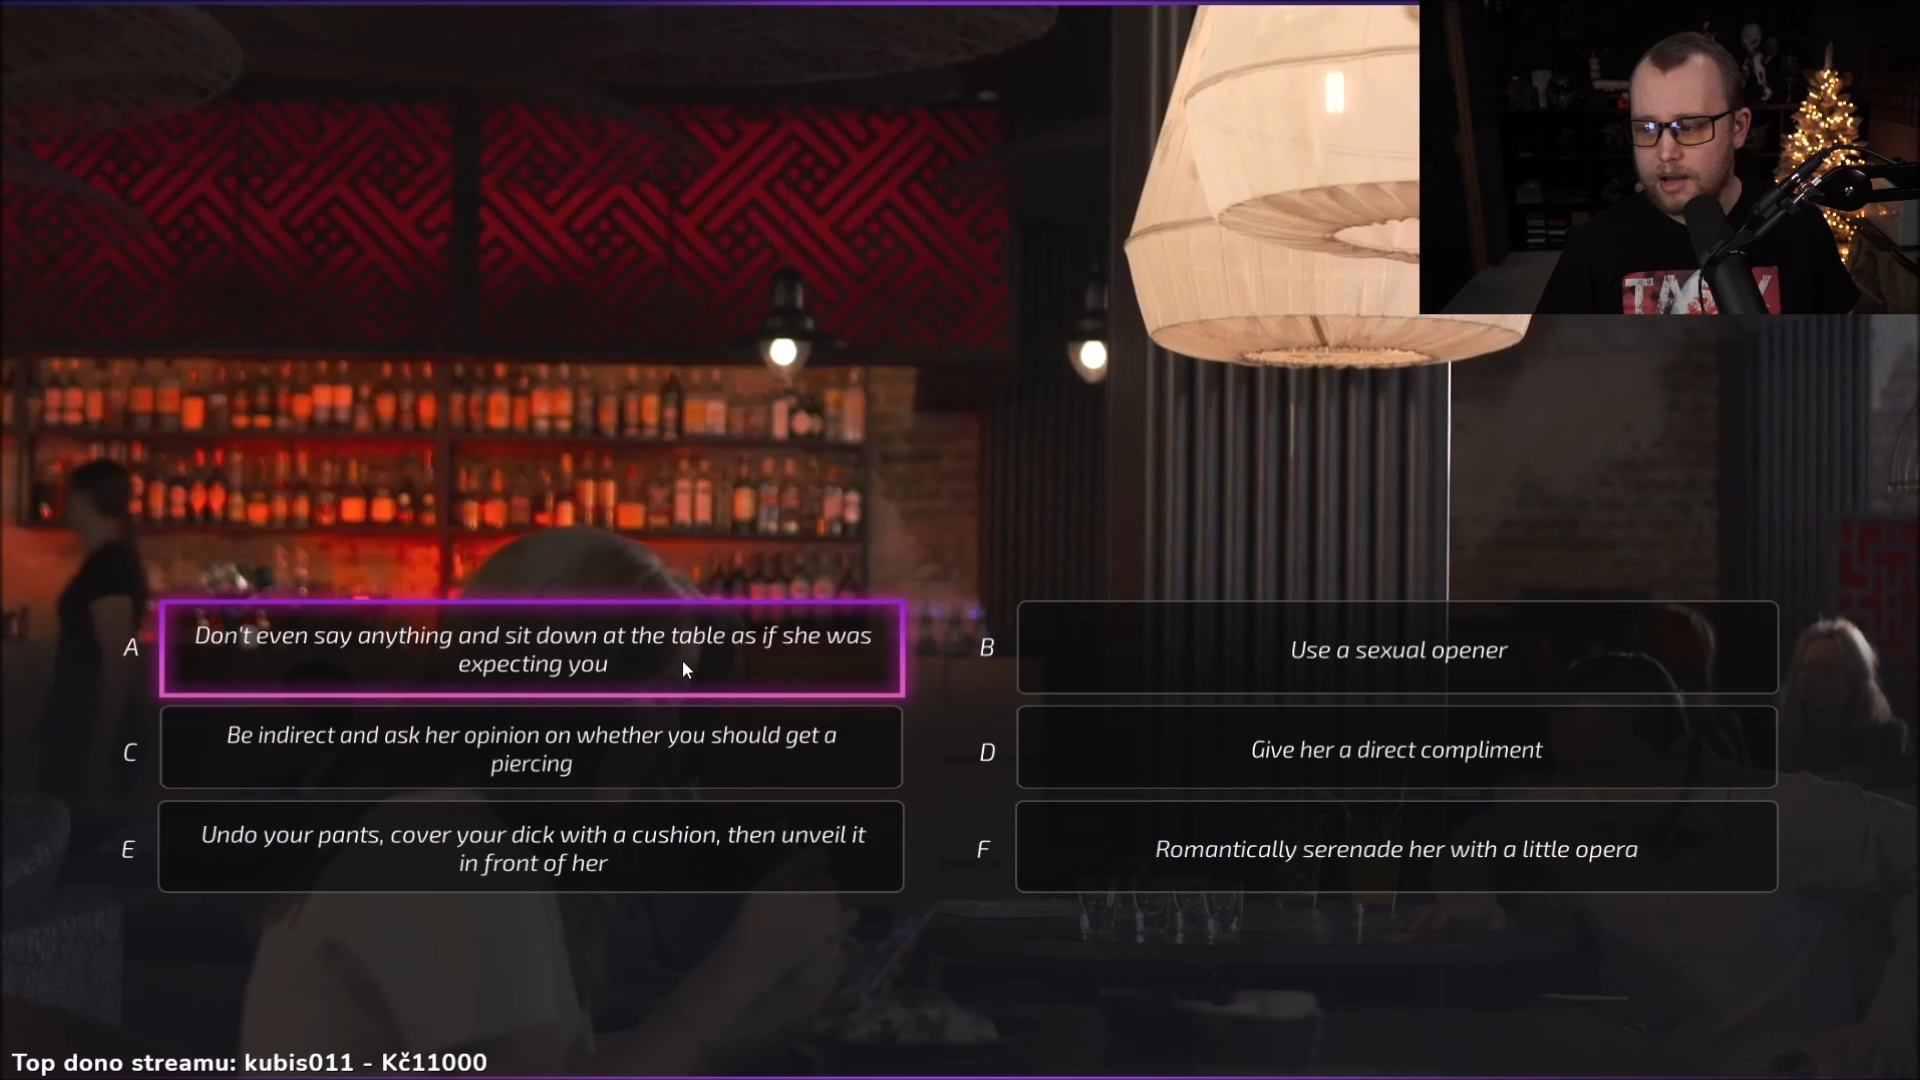 A
Don't even say anything and sit down at the table as if she was
expecting you
B
Use a sexual opener
C
Be indirect and ask her opinion on whether you should get a
piercing
D
Give her a direct compliment
E
Undo your pants, cover your dick with a cushion, then unveil it
in front of her
F
Romantically serenade her with a little opera
Top dono streamu: kubis011 - Kč11000